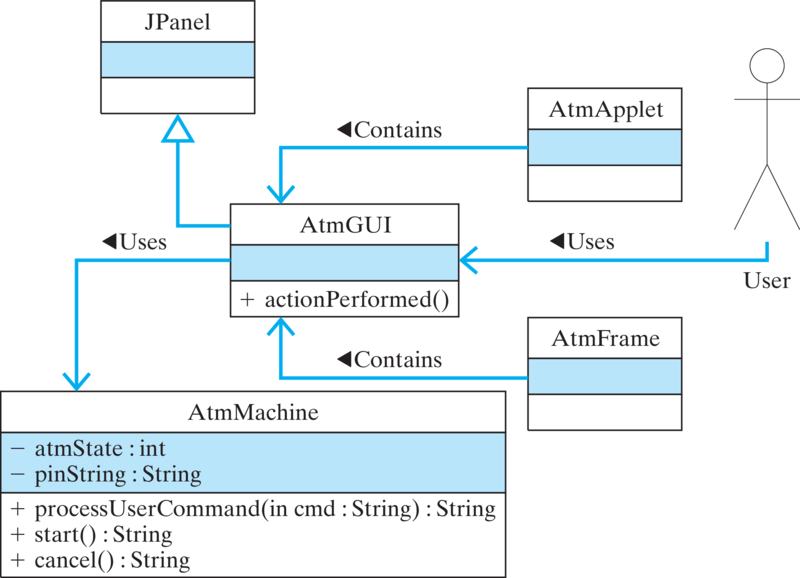 JPanel
◀Contains
AtmApplet
AtmGUI
◀Uses
◀Uses
+ actionPerformed()
User
AtmFrame
◀Contains
AtmMachine
− atmState : int
− pinString : String
+ processUserCommand(in cmd : String) : String
+ start() : String
+ cancel() : String